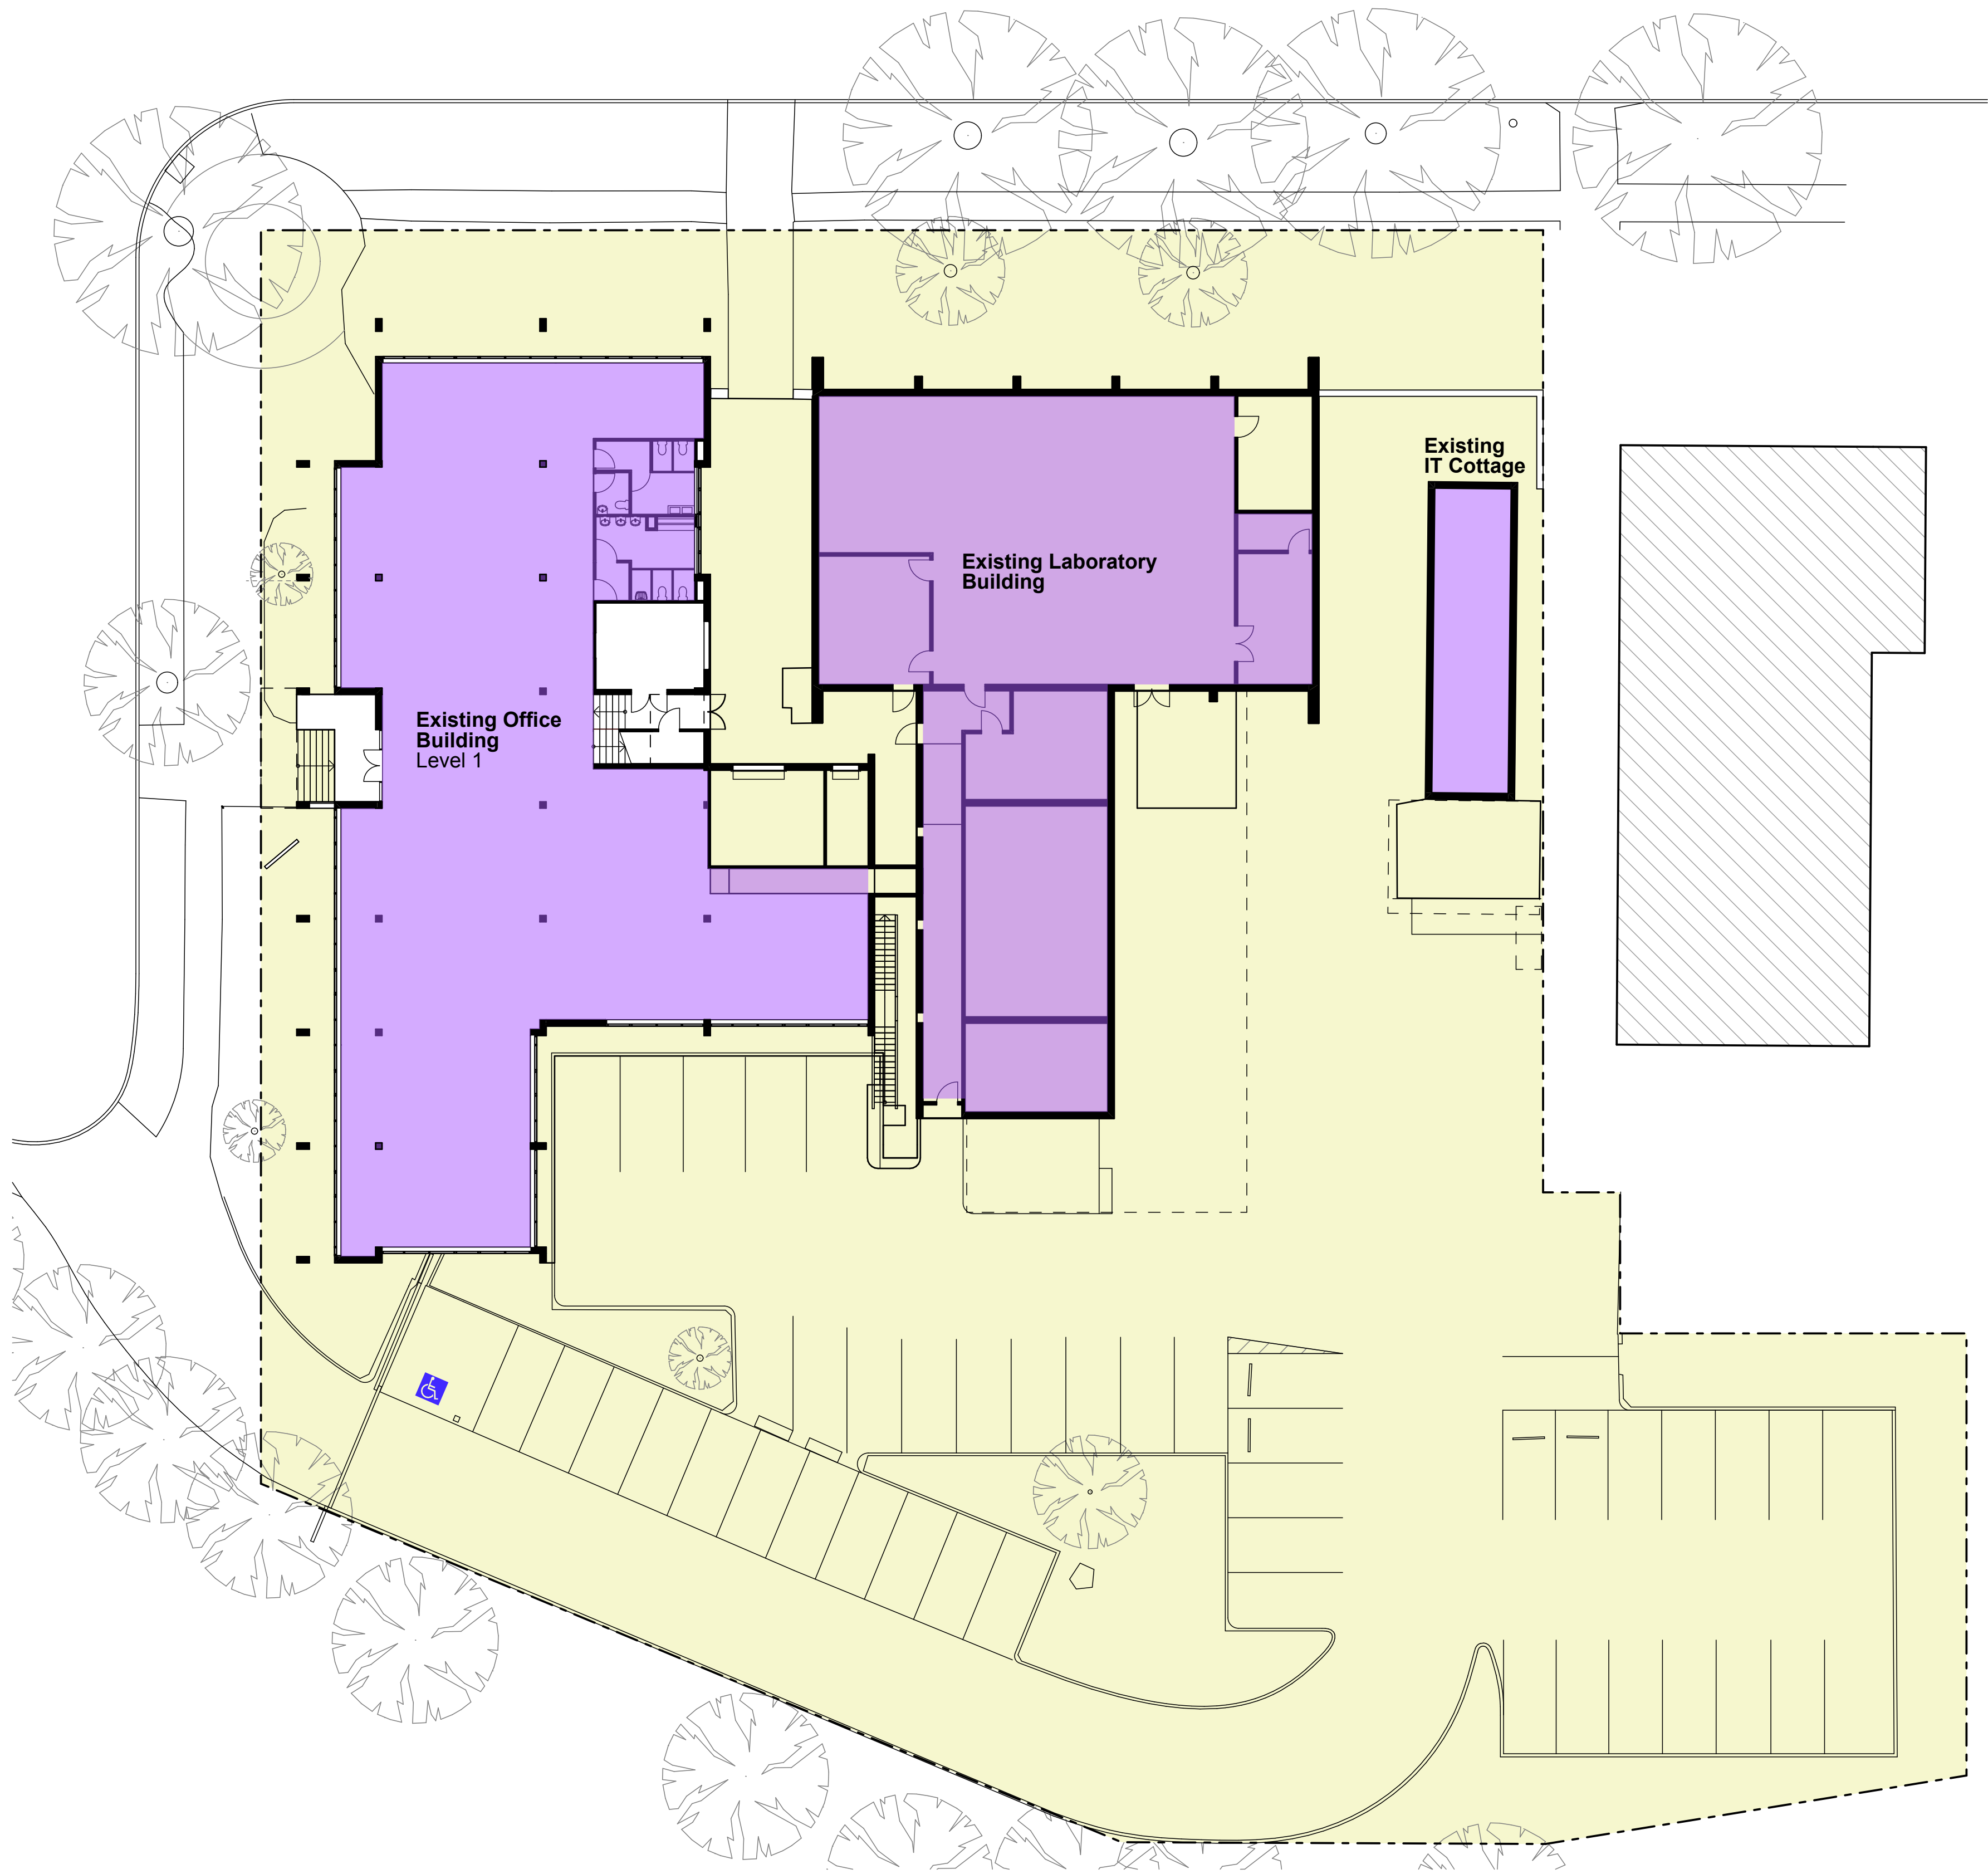 Existing
IT Cottage
Existing Laboratory
Building
Existing Office
Building
Level 1